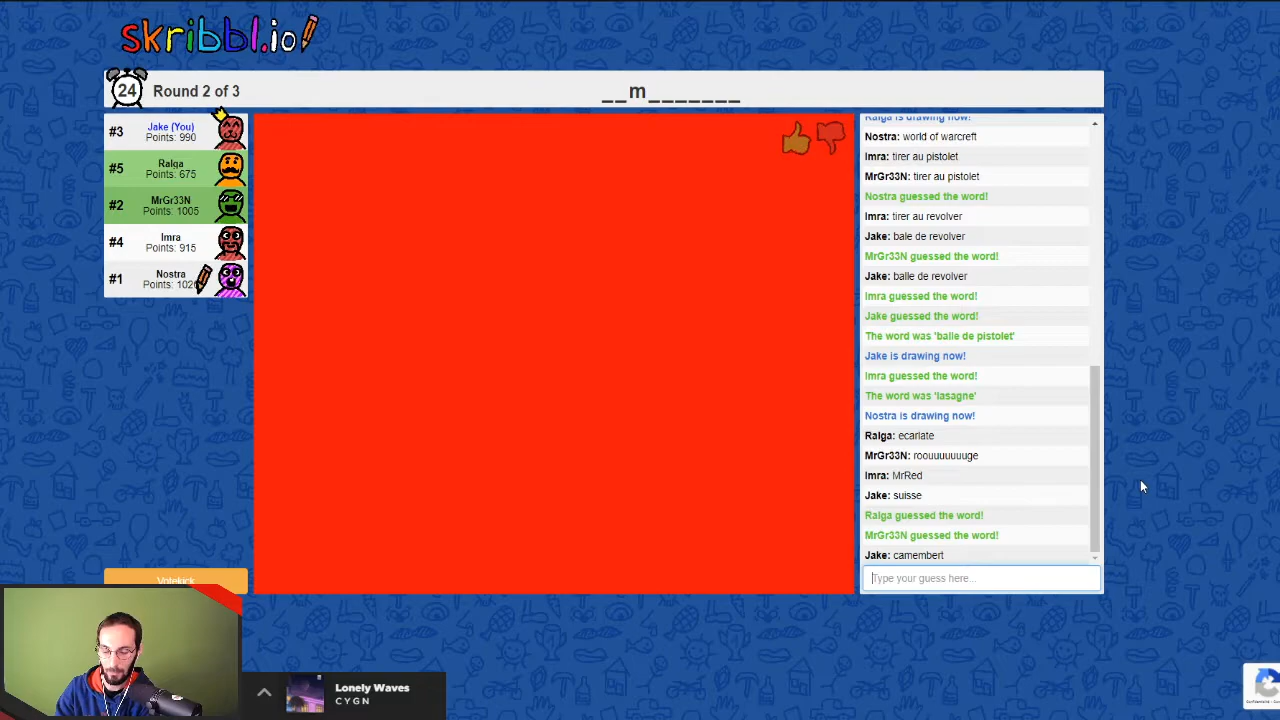 skribbl.io
24
Round 2 of 3
__m_______
#3
Jake (You)
Points: 990
#5
Ralga
Points: 675
#2
MrGr33N
Points: 1005
#4
Imra
Points: 915
#1
Nostra
Ralga is drawing now!
Nostra: world of warcreft
Imra: tirer au pistolet
MrGr33N: tirer au pistolet
Nostra guessed the word!
Imra: tirer au revolver
Jake: bale de revolver
MrGr33N guessed the word!
Jake: balle de revolver
Imra guessed the word!
Jake guessed the word!
The word was 'balle de pistolet'
Jake is drawing now!
Imra guessed the word!
The word was 'lasagne'
Nostra is drawing now!
Ralga: ecarlate
MrGr33N: roouuuuuuuge
Imra: MrRed
Jake: suisse
Ralga guessed the word!
MrGr33N guessed the word!
Jake: camembert
Type your guess here...
Votekick
Lonely Waves
CYGN